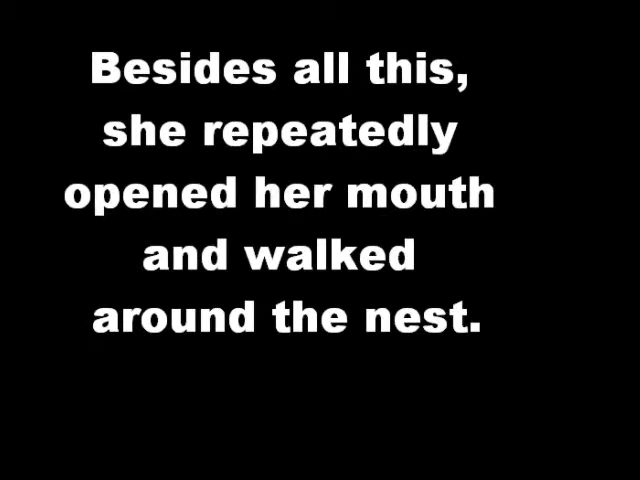 Besides all this,
she repeatedly
opened her mouth
and walked
around the nest.